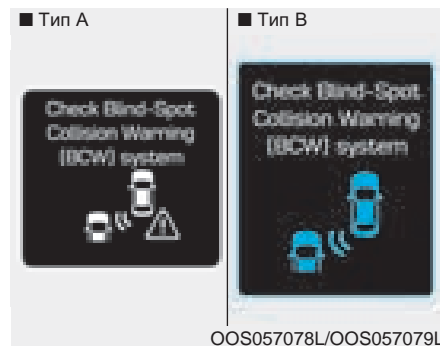 ■ Тип A
Check Blind-Spot
Collision Warning
(BCW) system
■ Тип B
Check Blind-Spot
Collision Warning
(BCW) system
OOS057078L/OOS057079L